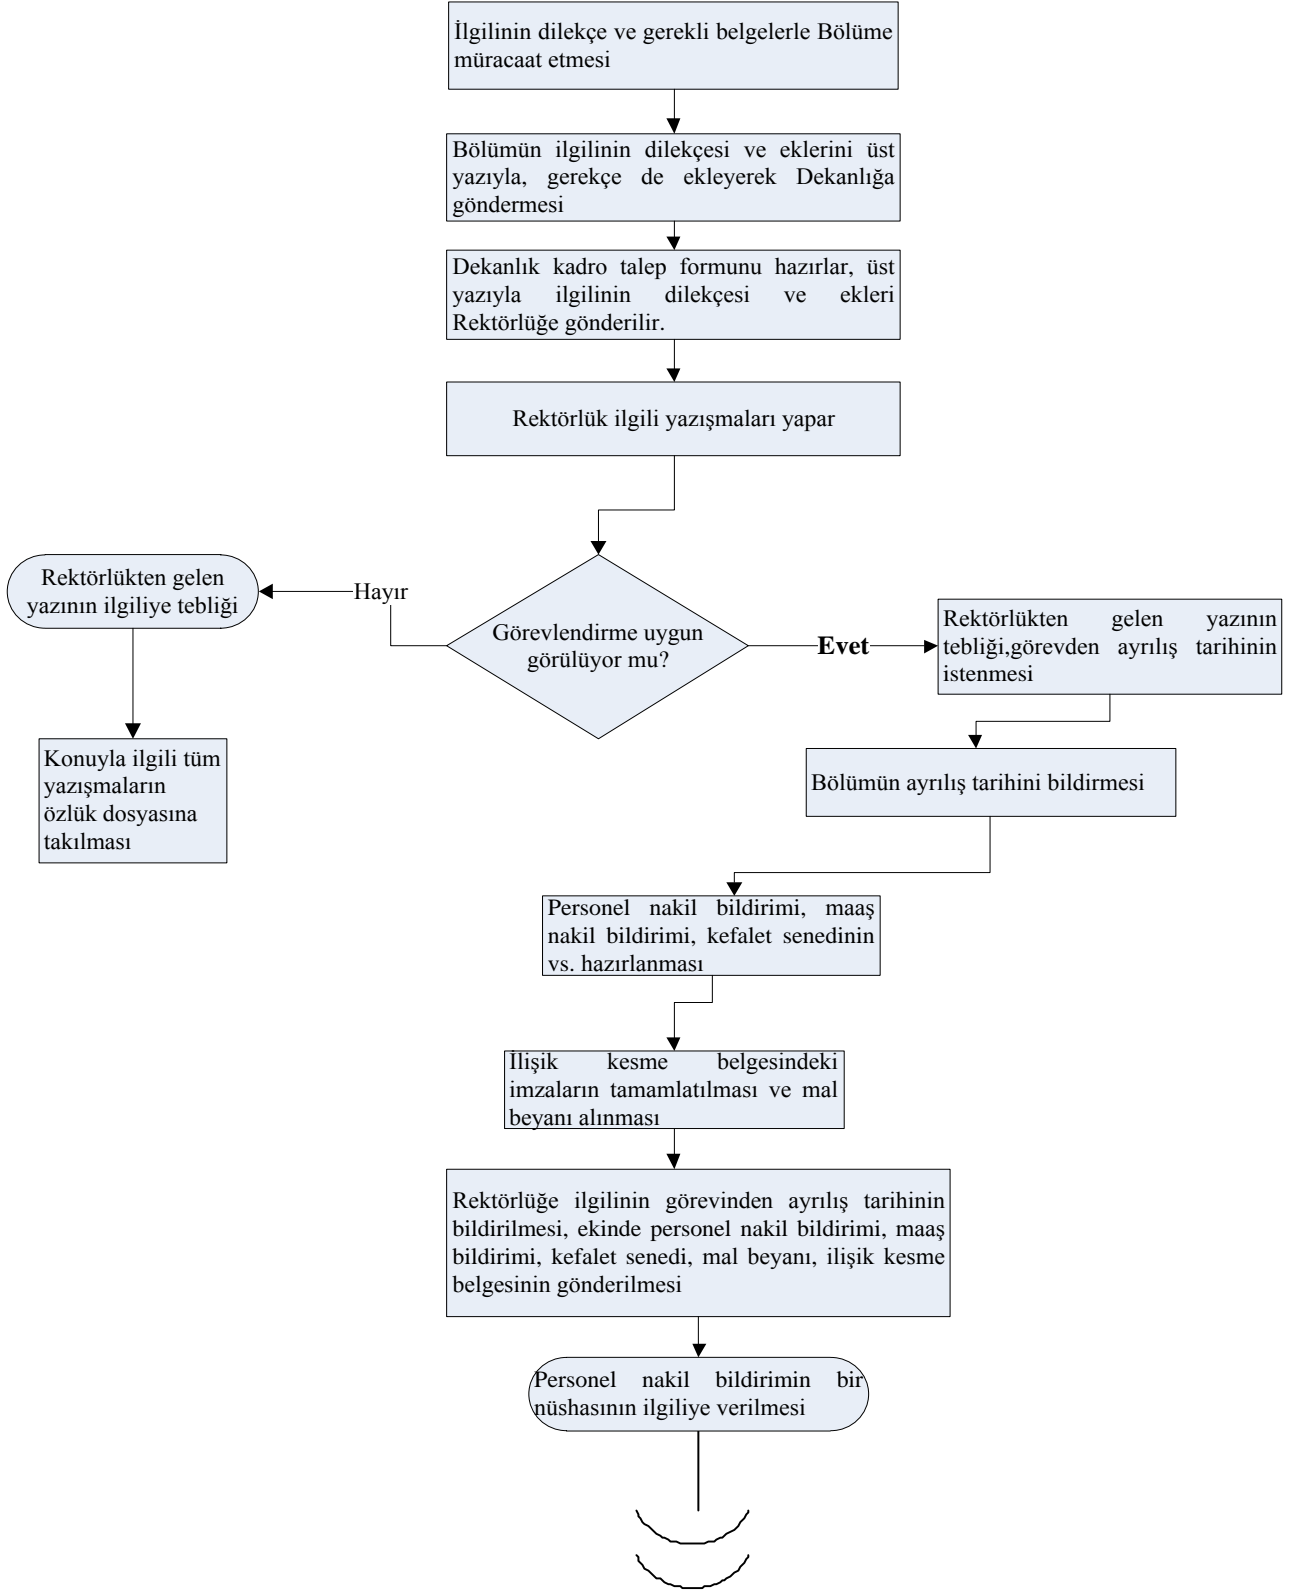 İlgilinin dilekçe ve gerekli belgelerle Bölüme
müracaat etmesi
Bölümün ilgilinin dilekçesi ve eklerini üst
yazıyla, gerekçe de ekleyerek Dekanlığa
göndermesi
Dekanlık kadro talep formunu hazırlar, üst
yazıyla ilgilinin dilekçesi ve ekleri
Rektörlüğe gönderilir.
Rektörlük ilgili yazışmaları yapar
Görevlendirme uygun
görülüyor mu?
Hayır
Rektörlükten gelen
yazının ilgiliye tebliği
Konuyla ilgili tüm
yazışmaların
özlük dosyasına
takılması
Evet
Rektörlükten gelen yazının
tebliği,görevden ayrılış tarihinin
istenmesi
Bölümün ayrılış tarihini bildirmesi
Personel nakil bildirimi, maaş
nakil bildirimi, kefalet senedinin
vs. hazırlanması
İlişik kesme belgesindeki
imzaların tamamlatılması ve mal
beyanı alınması
Rektörlüğe ilgilinin görevinden ayrılış tarihinin
bildirilmesi, ekinde personel nakil bildirimi, maaş
bildirimi, kefalet senedi, mal beyanı, ilişik kesme
belgesinin gönderilmesi
Personel nakil bildirimin bir
nüshasının ilgiliye verilmesi